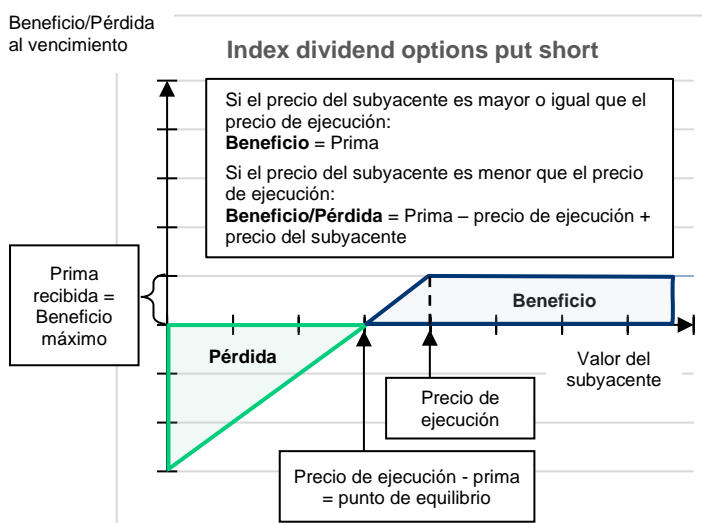 Beneficio/Pérdida
al vencimiento
Index dividend options put short
Si el precio del subyacente es mayor o igual que el
precio de ejecución:
Beneficio = Prima
Si el precio del subyacente es menor que el precio
de ejecución:
Beneficio/Pérdida = Prima – precio de ejecución +
precio del subyacente
Prima
recibida =
Beneficio
máximo
Beneficio
Pérdida
Valor del
subyacente
Precio de
ejecución
Precio de ejecución - prima
= punto de equilibrio